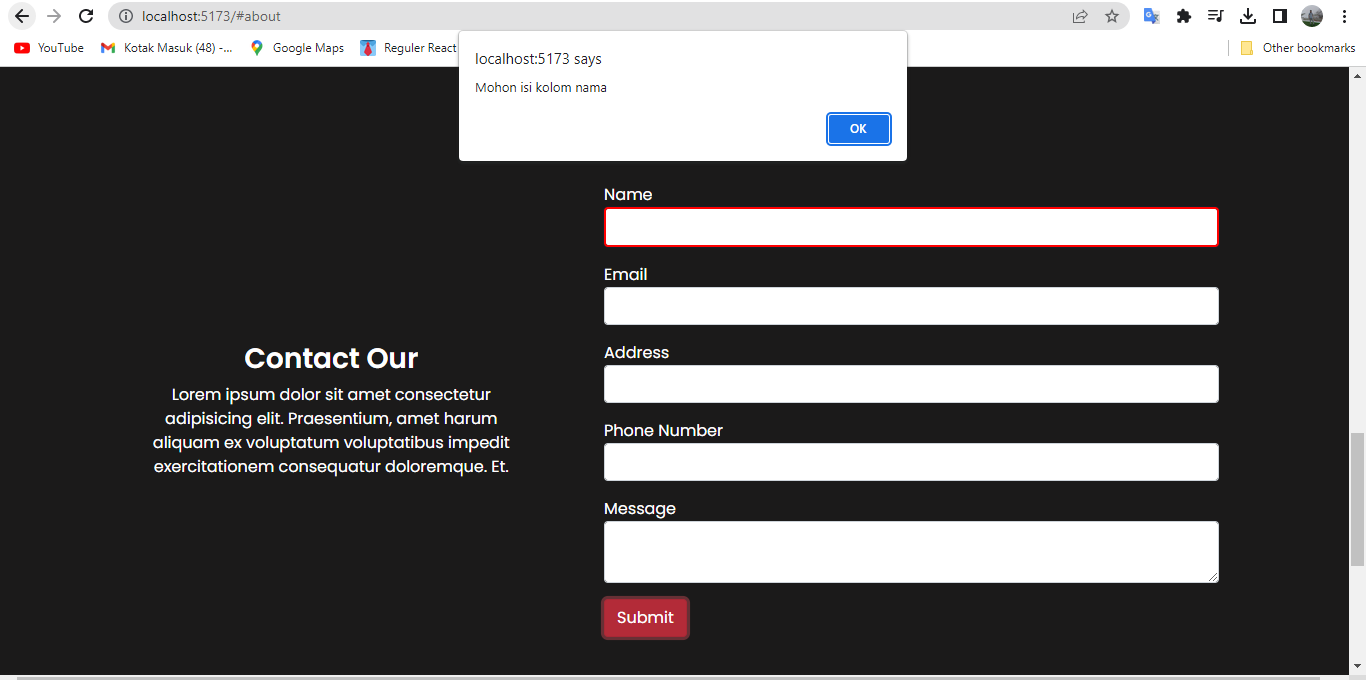 localhost:5173/#about
YouTube
Kotak Masuk (48) -...
Google Maps
Reguler React
Other bookmarks
localhost:5173 says
Mohon isi kolom nama
OK
Contact Our
Lorem ipsum dolor sit amet consectetur
adipisicing elit. Praesentium, amet harum
aliquam ex voluptatum voluptatibus impedit
exercitationem consequatur doloremque. Et.
Name
Email
Address
Phone Number
Message
Submit